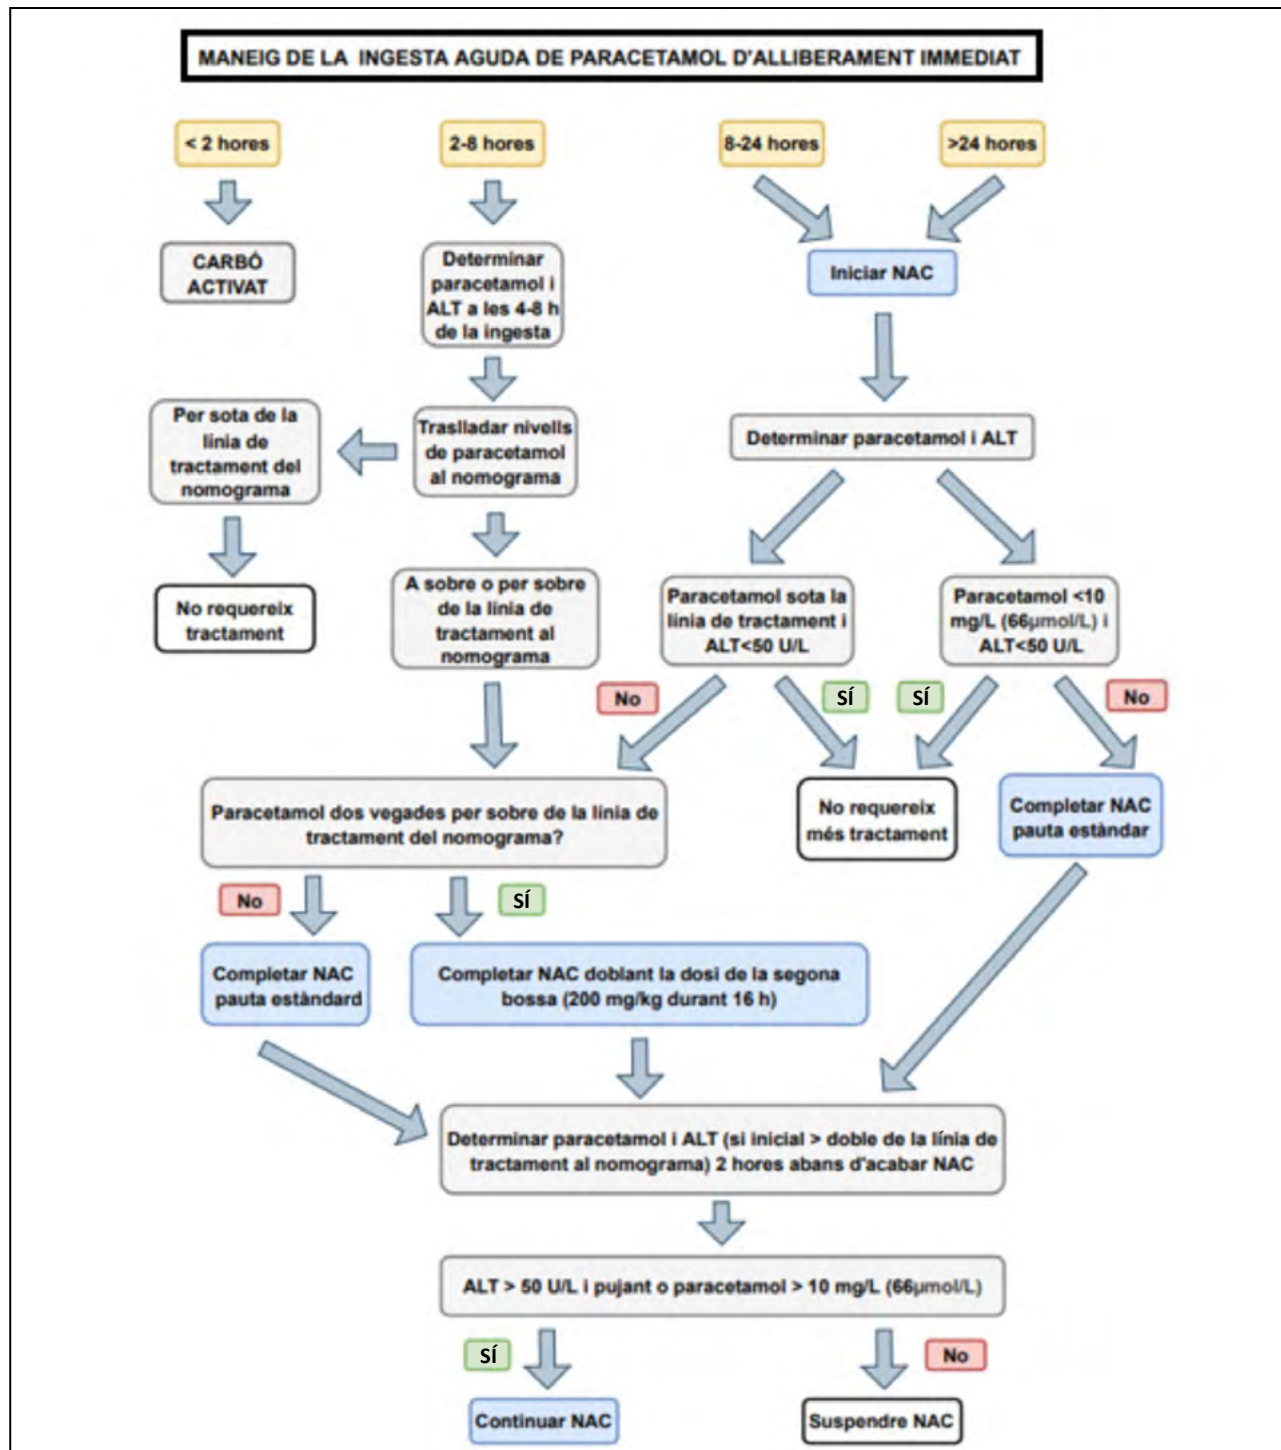 MANEIG DE LA  INGESTA AGUDA DE PARACETAMOL D'ALLIBERAMENT IMMEDIAT
< 2 hores
2-8 hores
8-24 hores
>24 hores
CARBÓ
ACTIVAT
Determinar
paracetamol i
ALT a les 4-8 h
de la ingesta
Iniciar NAC
Per sota de la
línia de
tractament del
nomograma
Traslladar nivells
de paracetamol
al nomograma
Determinar paracetamol i ALT
No requereix
tractament
A sobre o per sobre
de la línia de
tractament al
nomograma
Paracetamol sota la
línia de tractament i
ALT<50 U/L
Paracetamol <10
mg/L (66µmol/L) i
ALT<50 U/L
No
SÍ
SÍ
No
Paracetamol dos vegades per sobre de la línia de
tractament del nomograma?
No requereix
més tractament
Completar NAC
pauta estàndar
No
SÍ
Completar NAC
pauta estàndard
Completar NAC doblant la dosi de la segona
bossa (200 mg/kg durant 16 h)
Determinar paracetamol i ALT (si inicial > doble de la línia de
tractament al nomograma) 2 hores abans d'acabar NAC
ALT > 50 U/L i pujant o paracetamol > 10 mg/L (66µmol/L)
SÍ
No
Continuar NAC
Suspendre NAC